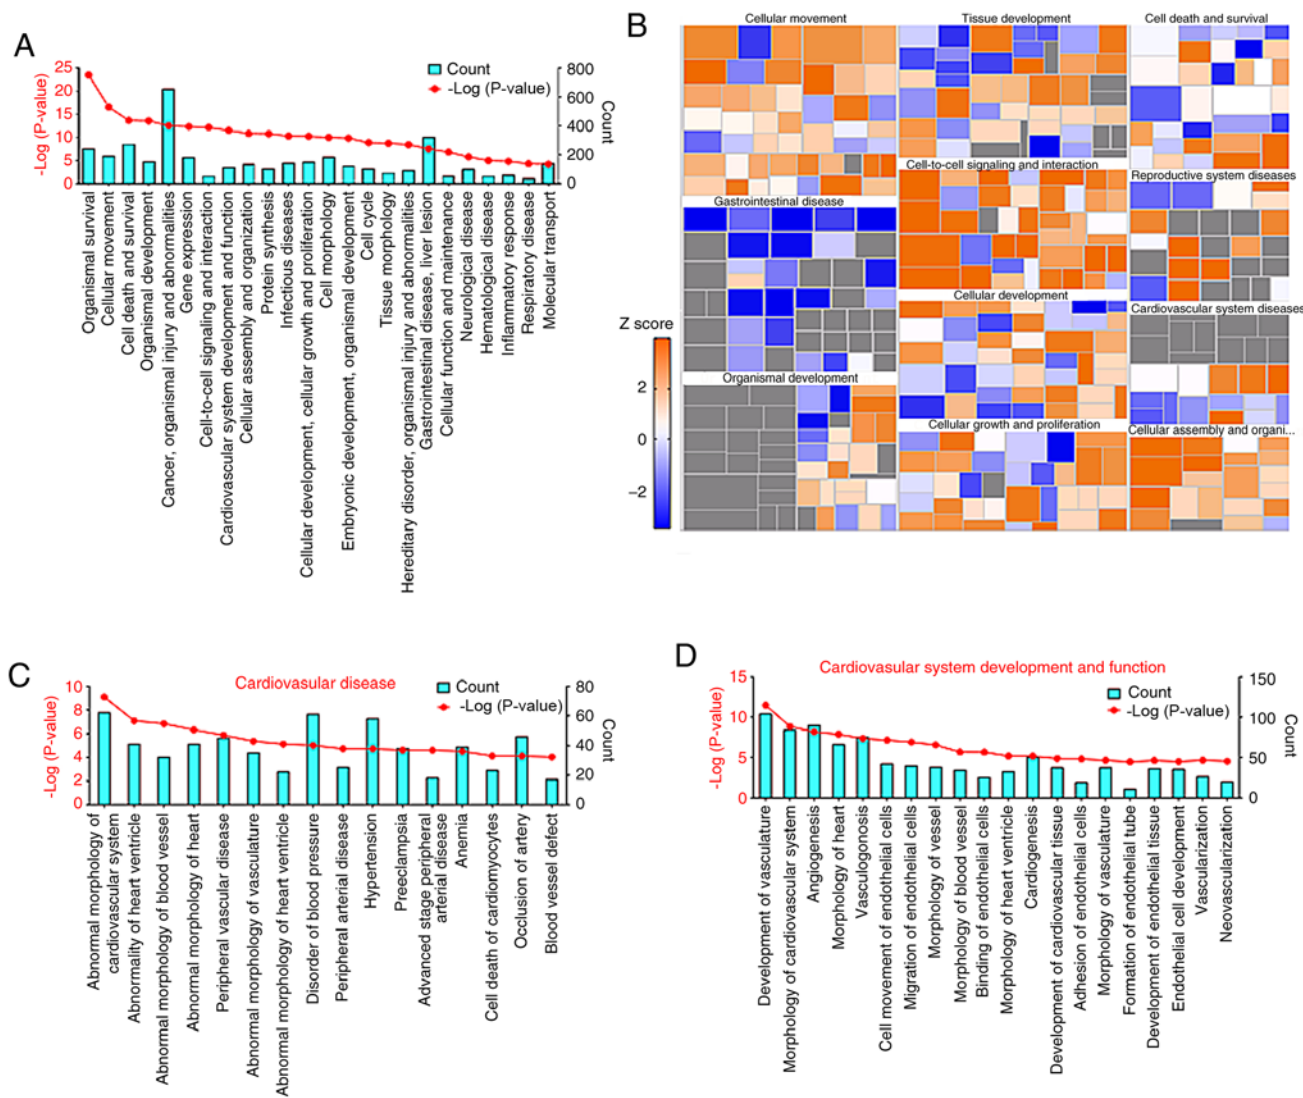 A
-Log (P-value)
25
20
15
10
5
0
Count
-Log (P-value)
800
600
400
200
0
Count
Organismal survival
Cellular movement
Cell death and survival
Organismal development
Cancer, organismal injury and abnormalities
Gene expression
Cell-to-cell signaling and interaction
Cardiovascular system development and function
Cellular assembly and organization
Protein synthesis
Infectious diseases
Cellular development, cellular growth and proliferation
Cell morphology
Embryonic development, organismal development
Cell cycle
Tissue morphology
Hereditary disorder, organismal injury and abnormalities
Gastrointestinal disease, liver lesion
Cellular function and maintenance
Neurological disease
Hematological disease
Inflammatory response
Respiratory disease
Molecular transport
B
Z score
2
0
−2
Cellular movement
Gastrointestinal disease
Organismal development
Tissue development
Cell-to-cell signaling and interaction
Cellular development
Cellular growth and proliferation
Cell death and survival
Reproductive system diseases
Cardiovascular system diseases
Cellular assembly and organi...
C
Cardiovascular disease
-Log (P-value)
10
8
6
4
2
0
Count
-Log (P-value)
80
60
40
20
0
Count
Abnormal morphology of
cardiovascular system
Abnormality of heart ventricle
Abnormal morphology of blood vessel
Abnormal morphology of heart
Peripheral vascular disease
Abnormal morphology of vasculature
Abnormal morphology of heart ventricle
Disorder of blood pressure
Peripheral arterial disease
Hypyrtension
Preeclampsia
Advanced stage peripheral
arterial disease
Anemia
Cell death of cardiomyocytes
Occlusion of artery
Blood vessel defect
D
Cardiovascular system development and function
-Log (P-value)
15
10
5
0
Count
-Log (P-value)
150
100
50
0
Count
Development of vasculature
Morphology of cardiovascular system
Angiogenesis
Morphology of heart
Vasculogonosis
Cell movement of endothelial cells
Migration of endothelial cells
Morphology of vessel
Morphology of blood vessel
Binding of endothelial cells
Morphology of heart ventricle
Cardiogenesis
Development of cardiovascular tissue
Adhesion of endothelial cells
Morphology of vasculature
Formation of endothelial tube
Development of endothelial tissue
Endothelial cell development
Vascularization
Neovascularization